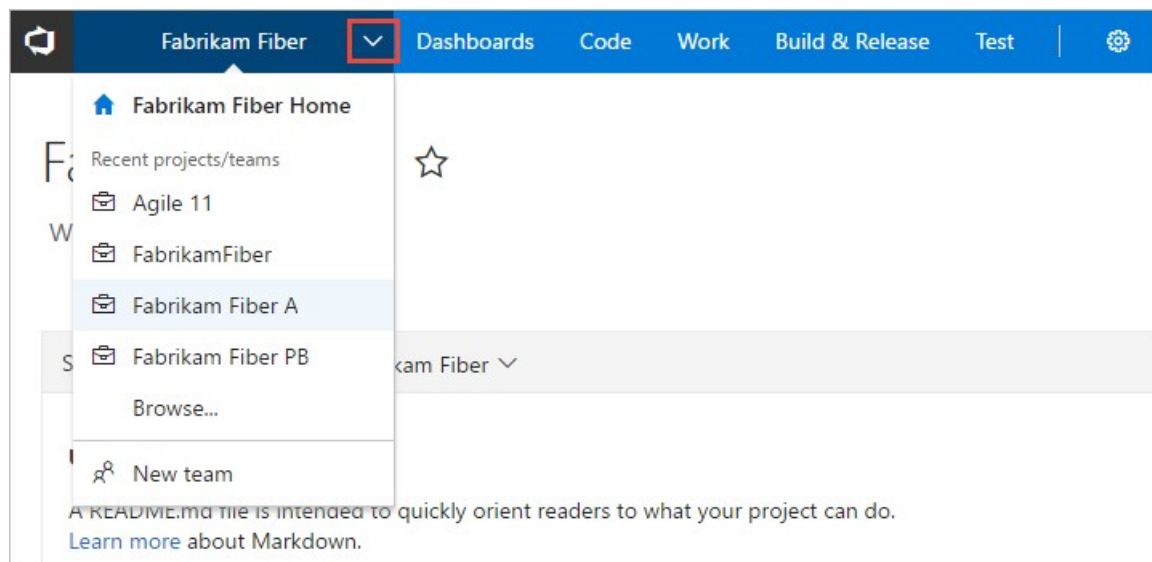 Fabrikam Fiber Dashboards Code Work Build & Release Test
Fabrikam Fiber Home
Recent projects/teams
Agile 11
FabrikamFiber
Fabrikam Fiber A
Fabrikam Fiber PB
Fiber
Browse...
New team
A README.md file is intended to quickly orient readers to what your project can do.
Learn more about Markdown.